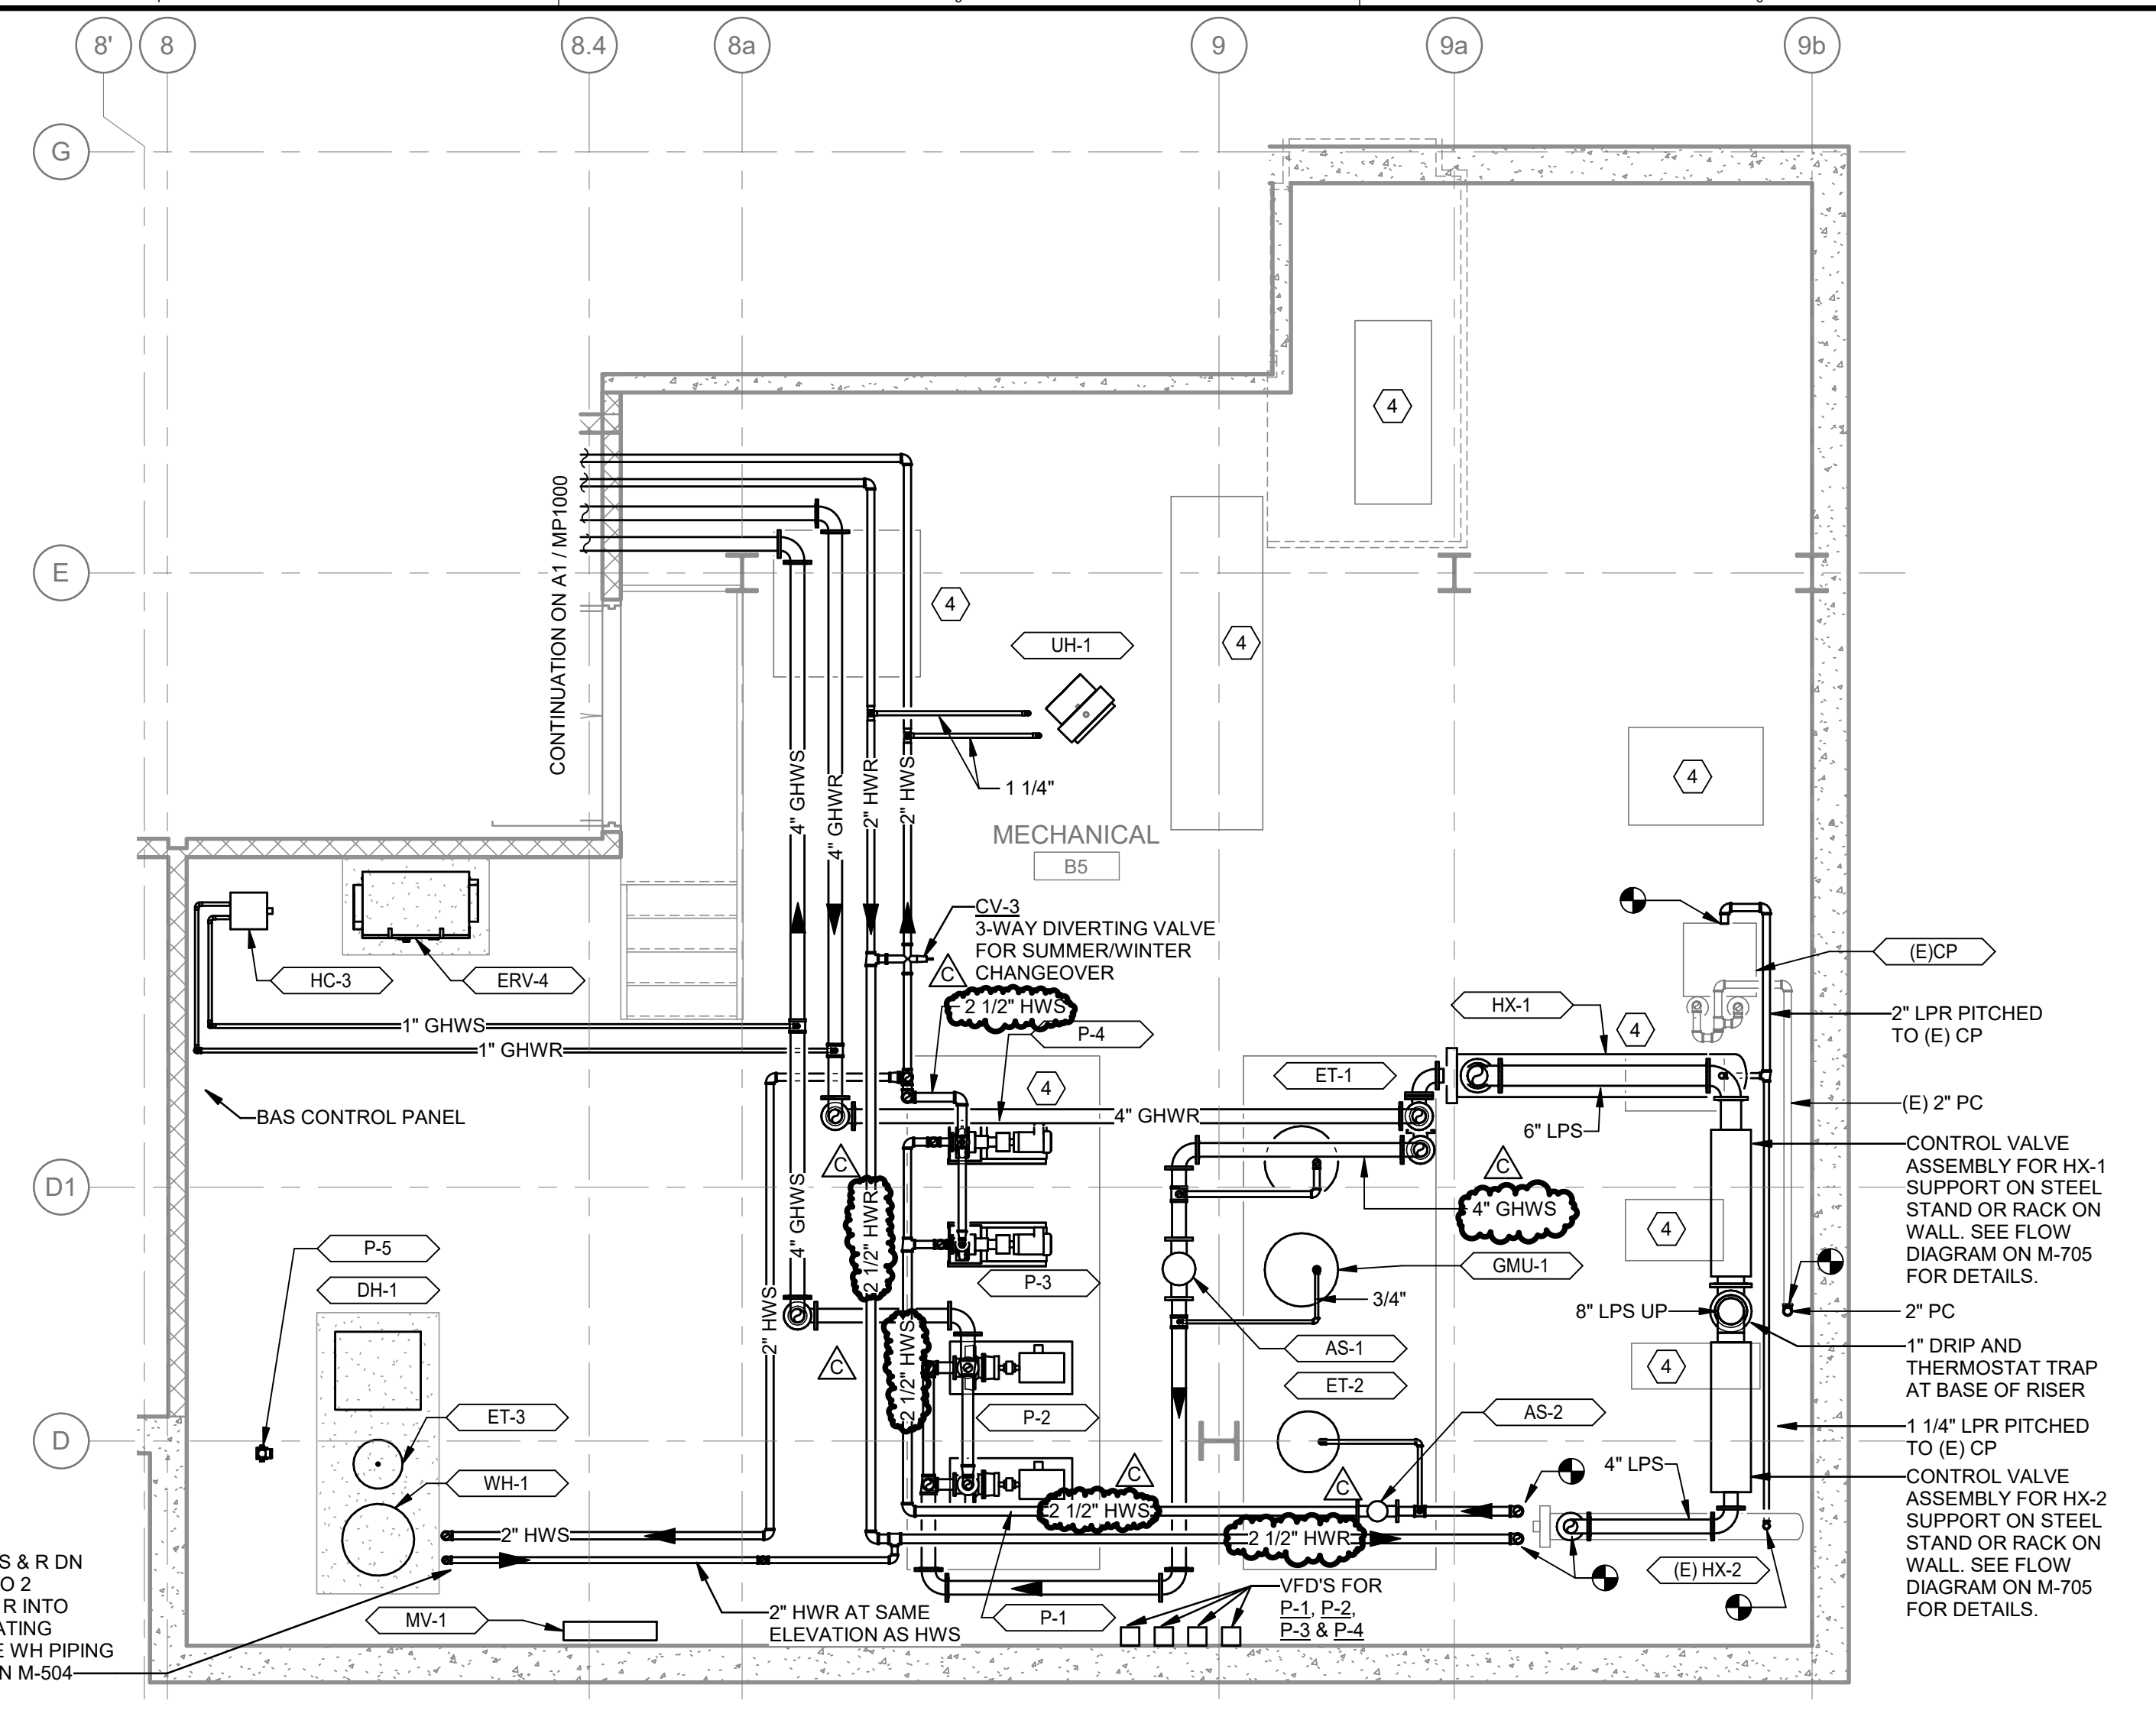 8'
8
8.4
8a
9
9a
9b
G
E
D1
D
CONTINUATION ON A1 / MP1000
4
4
4
4
UH-1
1 1/4"
4" GHWS
4" GHWR
2" HWR
2" HWS
MECHANICAL
B5
CV-3
3-WAY DIVERTING VALVE
FOR SUMMER/WINTER
CHANGEOVER
C
2 1/2" HWS
P-4
HC-3
ERV-4
1" GHWS
1" GHWR
BAS CONTROL PANEL
(E)CP
HX-1
4
2" LPR PITCHED
TO (E) CP
4
ET-1
4" GHWR
6" LPS
(E) 2" PC
C
C
4" GHWS
CONTROL VALVE
ASSEMBLY FOR HX-1
SUPPORT ON STEEL
STAND OR RACK ON
WALL. SEE FLOW
DIAGRAM ON M-705
FOR DETAILS.
4
4" GHWS
2 1/2" HWR
P-5
DH-1
P-3
GMU-1
3/4"
8" LPS UP
2" PC
2" HWS
2 1/2" HWS
C
AS-1
ET-2
4
1" DRIP AND
THERMOSTAT TRAP
AT BASE OF RISER
P-2
ET-3
AS-2
1 1/4" LPR PITCHED
TO (E) CP
4" LPS
WH-1
C
C
2 1/2" HWS
2 1/2" HWR
CONTROL VALVE
ASSEMBLY FOR HX-2
SUPPORT ON STEEL
STAND OR RACK ON
WALL. SEE FLOW
DIAGRAM ON M-705
FOR DETAILS.
2" HWS
(E) HX-2
S & R DN
O 2
R INTO
ATING
E WH PIPING
N M-504
MV-1
2" HWR AT SAME
ELEVATION AS HWS
P-1
VFD'S FOR
P-1, P-2,
P-3 & P-4